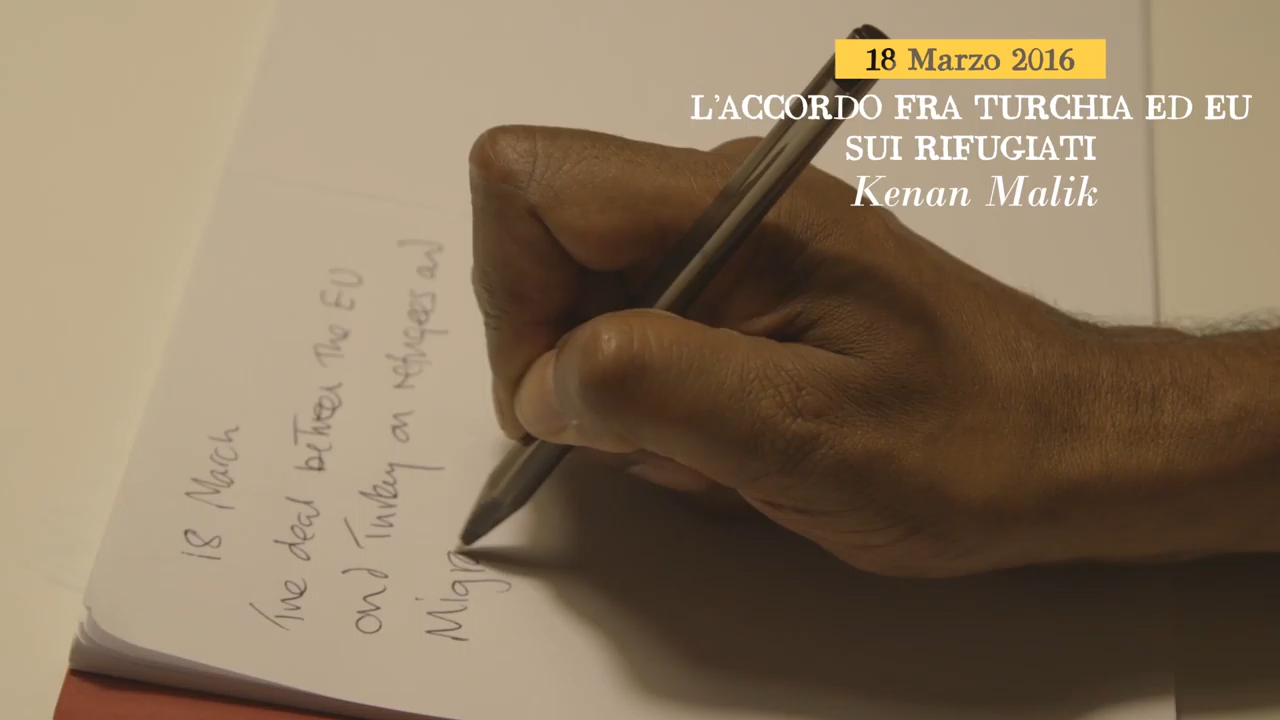 18 Marzo 2016
L'ACCORDO FRA TURCHIA ED EU
SUI RIFUGIATI
Kenan Malik
18 March
The deal between the EU
and Turkey on refugees and
Migr